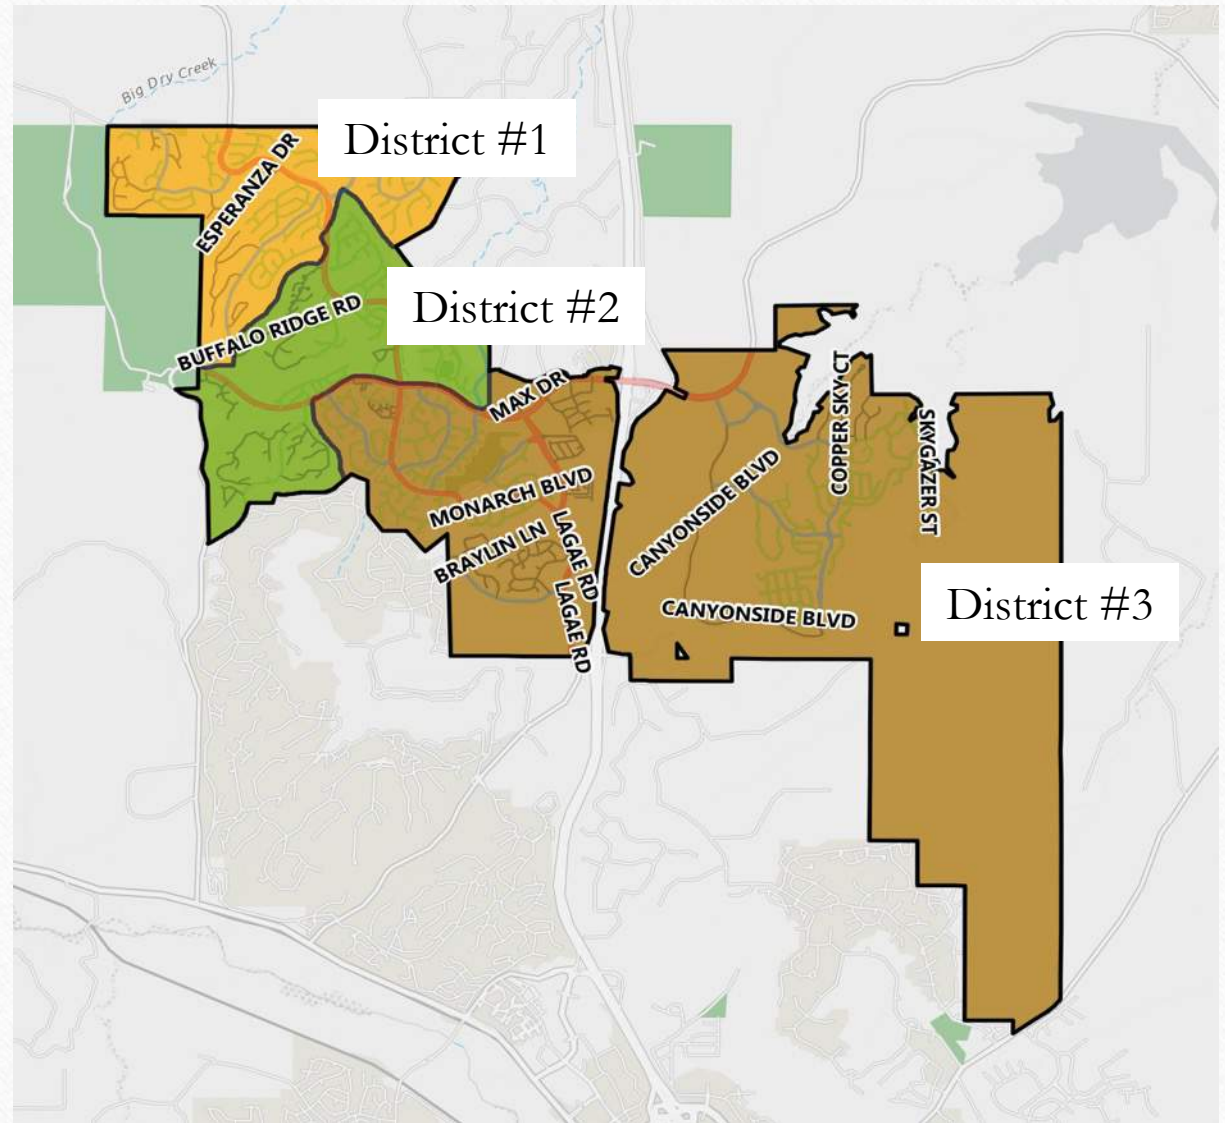 Big Dry Creek
District #1
ESPERANZA DR
District #2
BUFFALO RIDGE RD
MAX DR
COPPER SKY CT
SKYGAZER ST
MONARCH BLVD
CANYONSIDE BLVD
BRAYLIN LN
LAGAE RD
LAGAE RD
CANYONSIDE BLVD
District #3